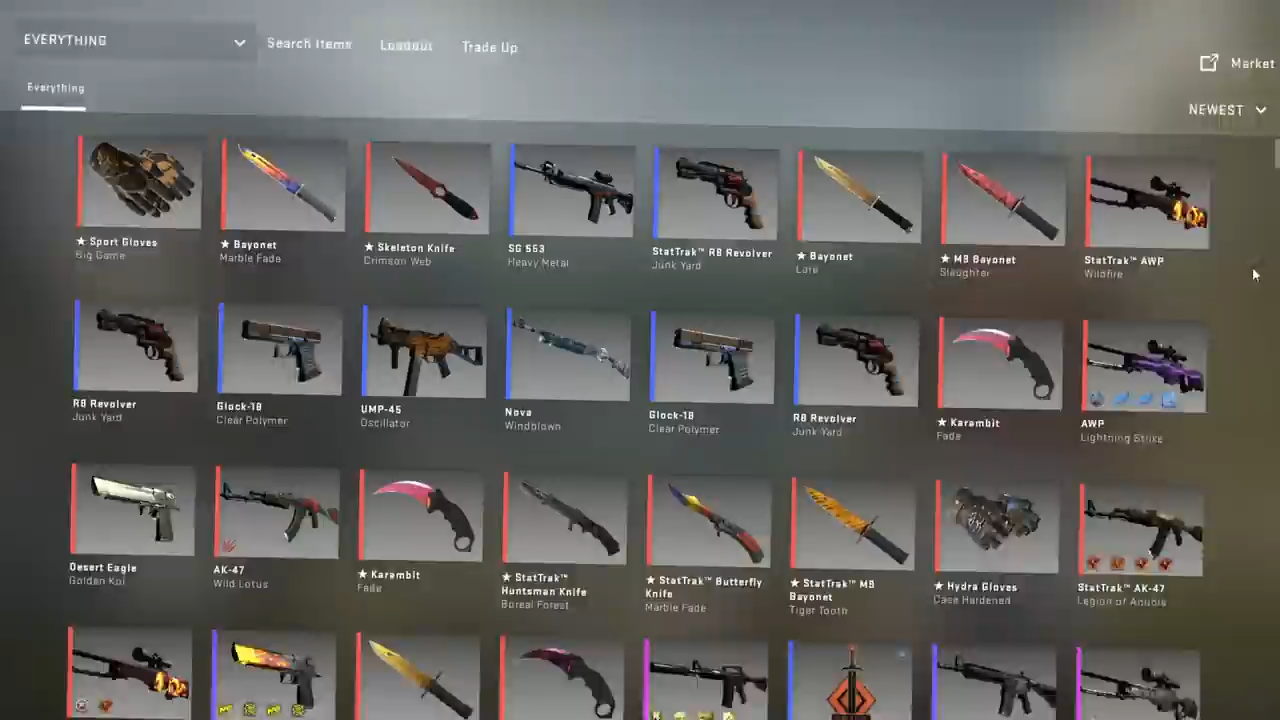 EVERYTHING
Search Items
Loadout
Trade Up
Market
Everything
NEWEST
★ Sport Gloves
Big Game
★ Bayonet
Marble Fade
★ Skeleton Knife
Crimson Web
SG 553
Heavy Metal
StatTrak™ R8 Revolver
Junk Yard
★ Bayonet
Lore
★ M9 Bayonet
Slaughter
StatTrak™ AWP
Wildfire
R8 Revolver
Junk Yard
Glock-18
Clear Polymer
UMP-45
Oscillator
Nova
Windblown
Glock-18
Clear Polymer
R8 Revolver
Junk Yard
★ Karambit
Fade
AWP
Lightning Strike
Desert Eagle
Golden Koi
AK-47
Wild Lotus
★ Karambit
Fade
★ StatTrak™
Huntsman Knife
Boreal Forest
★ StatTrak™ Butterfly
Knife
Marble Fade
★ StatTrak™ M9
Bayonet
Tiger Tooth
★ Hydra Gloves
Case Hardened
StatTrak™ AK-47
Legion of Anubis